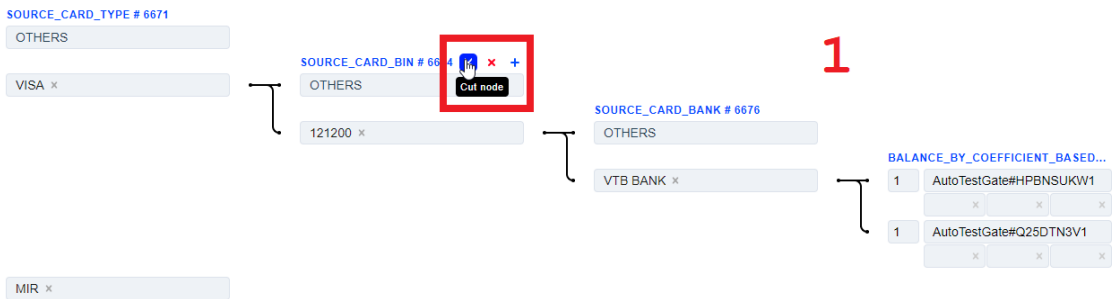 SOURCE_CARD_TYPE # 6671
OTHERS
VISA ×
MIR ×
SOURCE_CARD_BIN # 66 4
Cut node
OTHERS
121200 ×
1
SOURCE_CARD_BANK # 6676
OTHERS
VTB BANK ×
BALANCE_BY_COEFFICIENT_BASED...
1 AutoTestGate#HPBNSUKW1
× × ×
1 AutoTestGate#Q25DTN3V1
× × ×